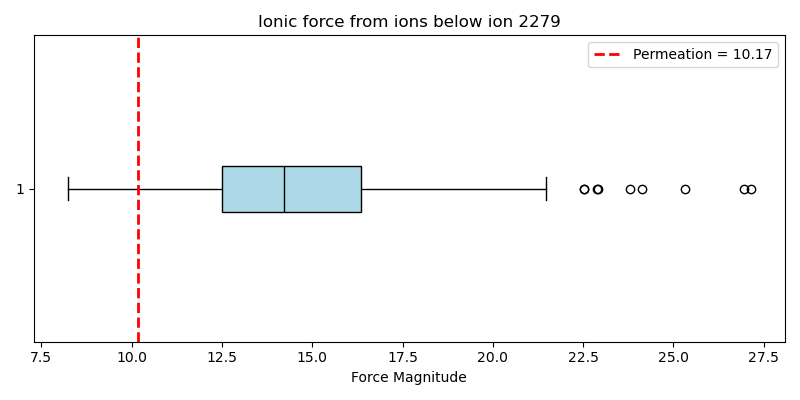 Ionic force from ions below ion 2279
Permeation = 10.17
1
7.5 10.0 12.5 15.0 17.5 20.0 22.5 25.0 27.5
Force Magnitude